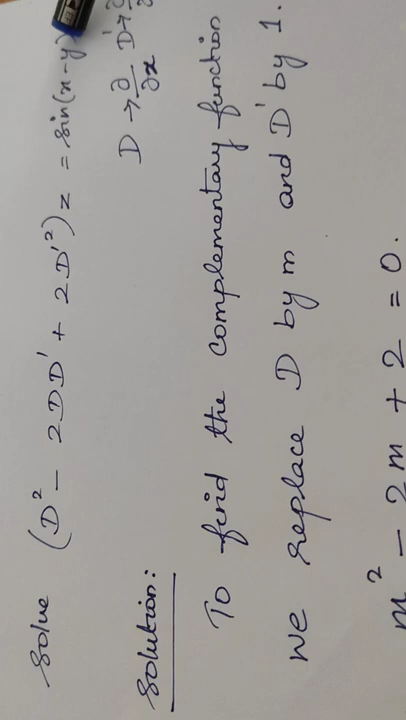 Solve (D² - 2DD' + 2D'²) z = sin(x-y)
D → ∂/∂x D' →
Solution:
To find the complementary function
we replace D by m and D' by 1.
m² - 2m + 2 = 0.